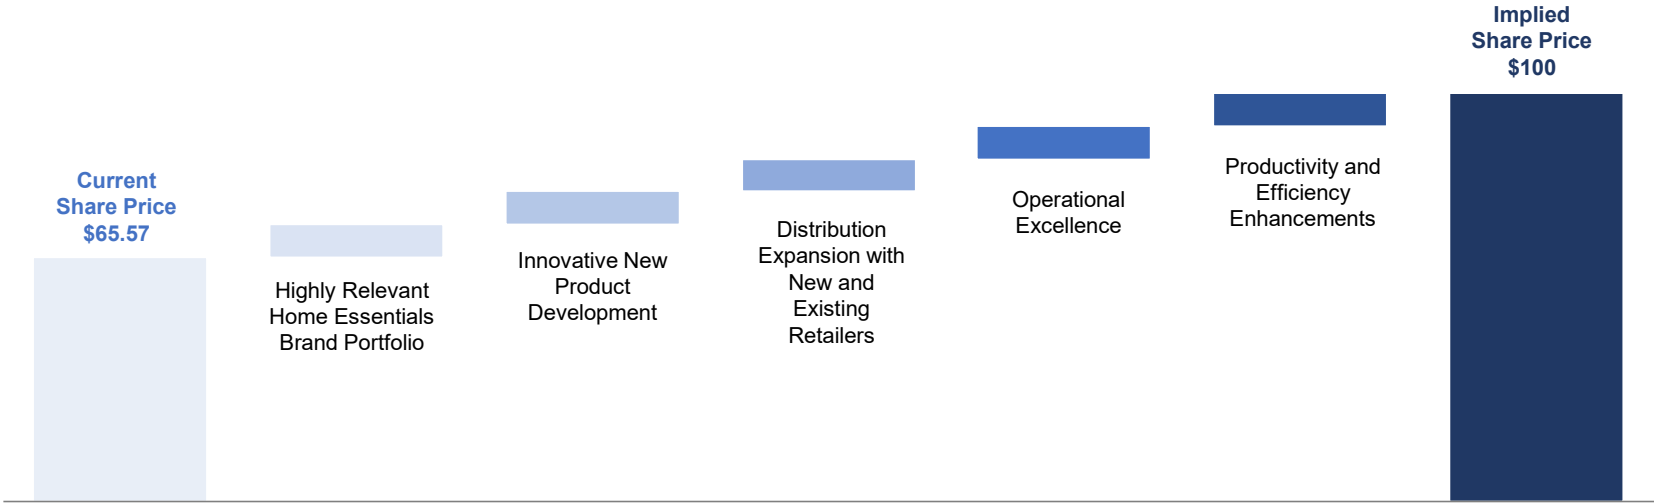 Current
Share Price
$65.57
Highly Relevant
Home Essentials
Brand Portfolio
Innovative New
Product
Development
Distribution
Expansion with
New and
Existing
Retailers
Operational
Excellence
Productivity and
Efficiency
Enhancements
Implied
Share Price
$100